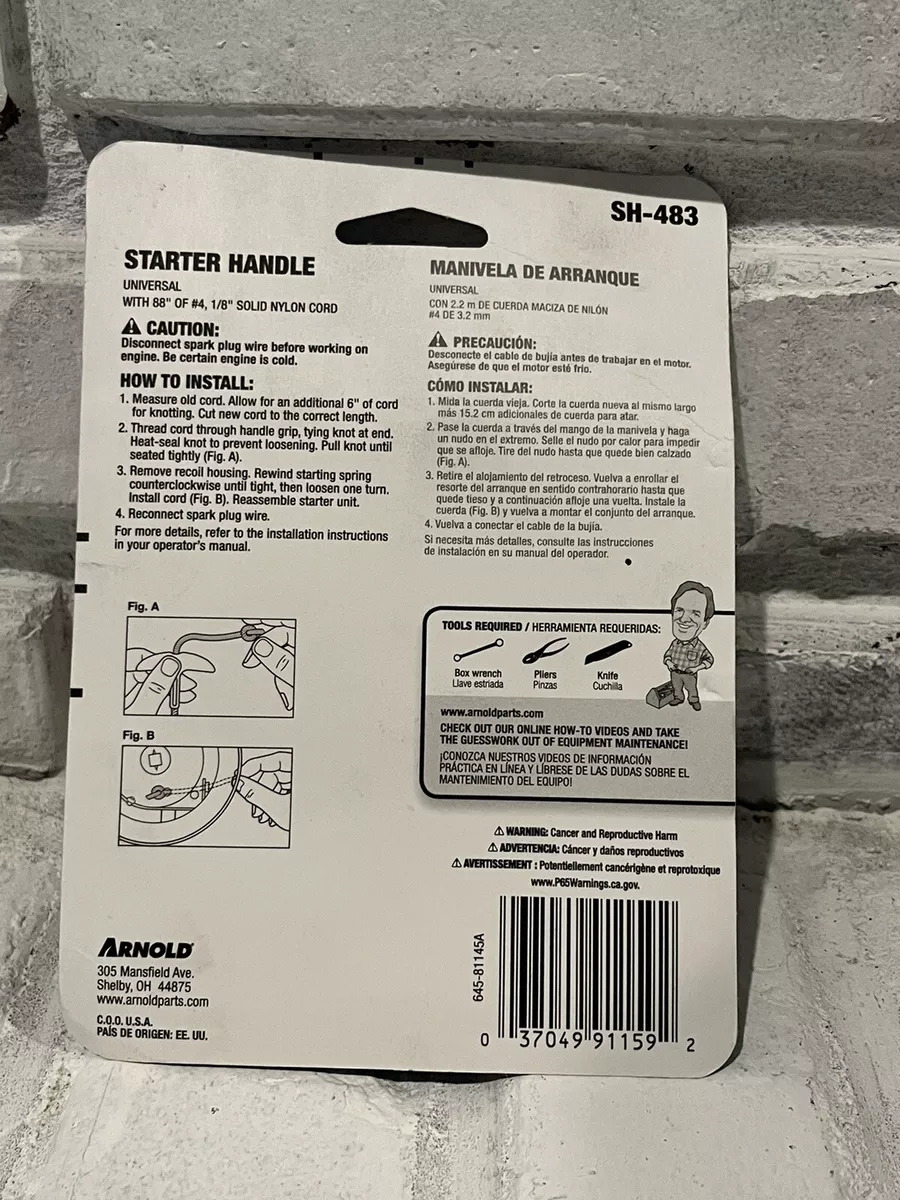 SH-483
STARTER HANDLE
UNIVERSAL
WITH 88" OF #4, 1/8" SOLID NYLON CORD
CAUTION:
Disconnect spark plug wire before working on
engine. Be certain engine is cold.
HOW TO INSTALL:
1. Measure old cord. Allow for an additional 6" of cord
for knotting. Cut new cord to the correct length.
2. Thread cord through handle grip, tying knot at end.
Heat-seal knot to prevent loosening. Pull knot until
seated tightly (Fig. A).
3. Remove recoil housing. Rewind starting spring
counterclockwise until tight, then loosen one turn.
Install cord (Fig. B). Reassemble starter unit.
4. Reconnect spark plug wire.
For more details, refer to the installation instructions
in your operator's manual.
MANIVELA DE ARRANQUE
UNIVERSAL
CON 2.2 m DE CUERDA MACIZA DE NILÓN
#4 DE 3.2 mm
PRECAUCIÓN:
Desconecte el cable de bujía antes de trabajar en el motor.
Asegúrese de que el motor esté frío.
CÓMO INSTALAR:
1. Mida la cuerda vieja. Corte la cuerda nueva al mismo largo
más 15.2 cm adicionales de cuerda para atar.
2. Pase la cuerda a través del mango de la manivela y haga
un nudo en el extremo. Selle el nudo por calor para impedir
que se afloje. Tire del nudo hasta que quede bien calzado
(Fig. A).
3. Retire el alojamiento del retroceso. Vuelva a enrollar el
resorte del arranque en sentido contrahorario hasta que
quede tieso y a continuación afloje una vuelta. Instale la
cuerda (Fig. B) y vuelva a montar el conjunto del arranque.
4. Vuelva a conectar el cable de la bujía.
Si necesita más detalles, consulte las instrucciones
de instalación en su manual del operador.
Fig. A
Fig. B
TOOLS REQUIRED / HERRAMIENTA REQUERIDAS:
Box wrench
Llave estriada
Pliers
Pinzas
Knife
Cuchilla
www.arnoldparts.com
CHECK OUT OUR ONLINE HOW-TO VIDEOS AND TAKE
THE GUESSWORK OUT OF EQUIPMENT MAINTENANCE!
¡CONOZCA NUESTROS VIDEOS DE INFORMACIÓN
PRÁCTICA EN LÍNEA Y LÍBRESE DE LAS DUDAS SOBRE EL
MANTENIMIENTO DEL EQUIPO!
WARNING: Cancer and Reproductive Harm
ADVERTENCIA: Cáncer y daños reproductivos
AVERTISSEMENT : Potentiellement cancérigène et reprotoxique
www.P65Warnings.ca.gov.
ARNOLD
305 Mansfield Ave.
Shelby, OH 44875
www.arnoldparts.com
C.O.O. U.S.A.
PAÍS DE ORIGEN: EE. UU.
645-81145A
0 37049 91159 2